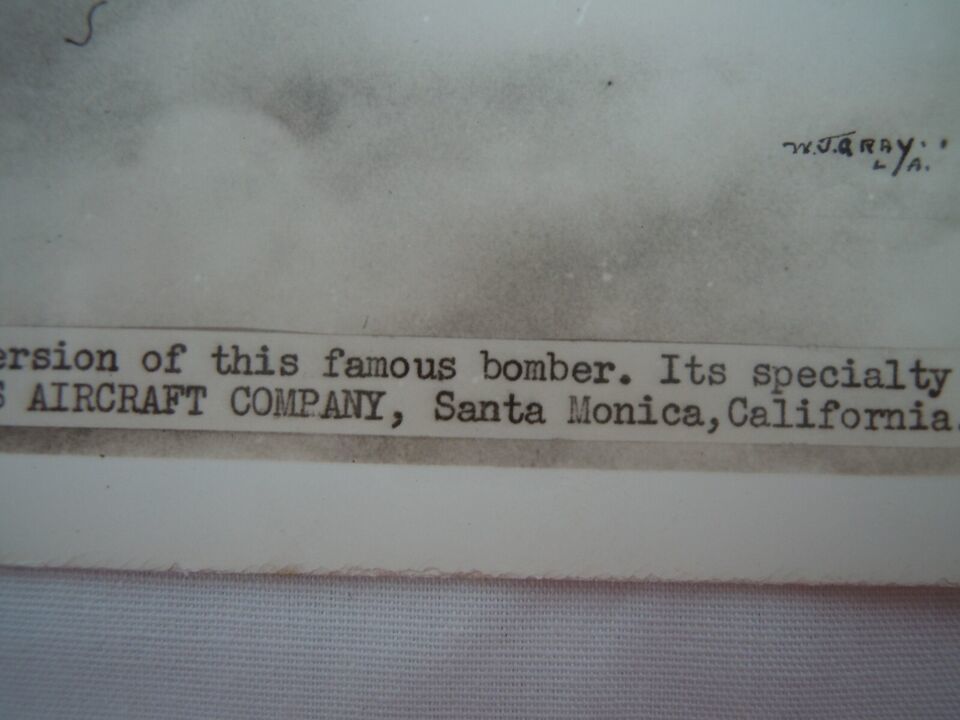 W.J.GRAY
L.A.
ersion of this famous bomber. Its specialty
S AIRCRAFT COMPANY, Santa Monica,California.